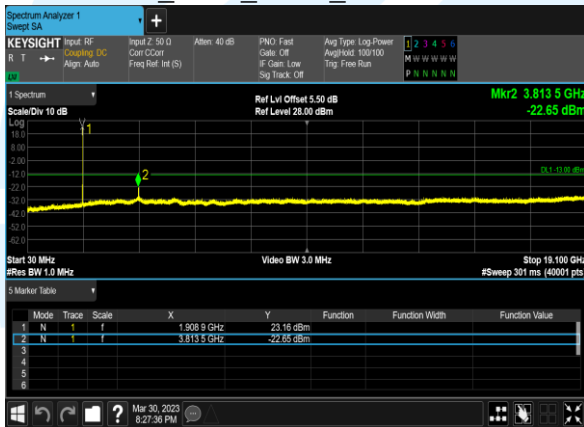 Spectrum Analyzer 1
Swept SA
+
KEYSIGHT
R T
LW
Input: RF
Coupling: DC
Align: Auto
Input Z: 50 Ω
Corr CCorr
Freq Ref: Int (S)
Atten: 40 dB
PNO: Fast
Gate: Off
IF Gain: Low
Sig Track: Off
Avg Type: Log-Power
Avg|Hold: 100/100
Trig: Free Run
1 2 3 4 5 6
M W W W W W
P N N N N N
1 Spectrum
Scale/Div 10 dB
Log
Ref Lvl Offset 5.50 dB
Ref Level 28.00 dBm
Mkr2 3.813 5 GHz
-22.65 dBm
18.0
8.00
-2.00
-12.0
-22.0
-32.0
-42.0
-52.0
-62.0
1
2
DL1 -13.00 dBm
Start 30 MHz
#Res BW 1.0 MHz
Video BW 3.0 MHz
Stop 19.100 GHz
#Sweep 301 ms (40001 pts)
5 Marker Table
Mode Trace Scale X Y Function Function Width Function Value
1 N 1 f 1.908 9 GHz 23.16 dBm
2 N 1 f 3.813 5 GHz -22.65 dBm
3
4
5
6
?
Mar 30, 2023
8:27:36 PM